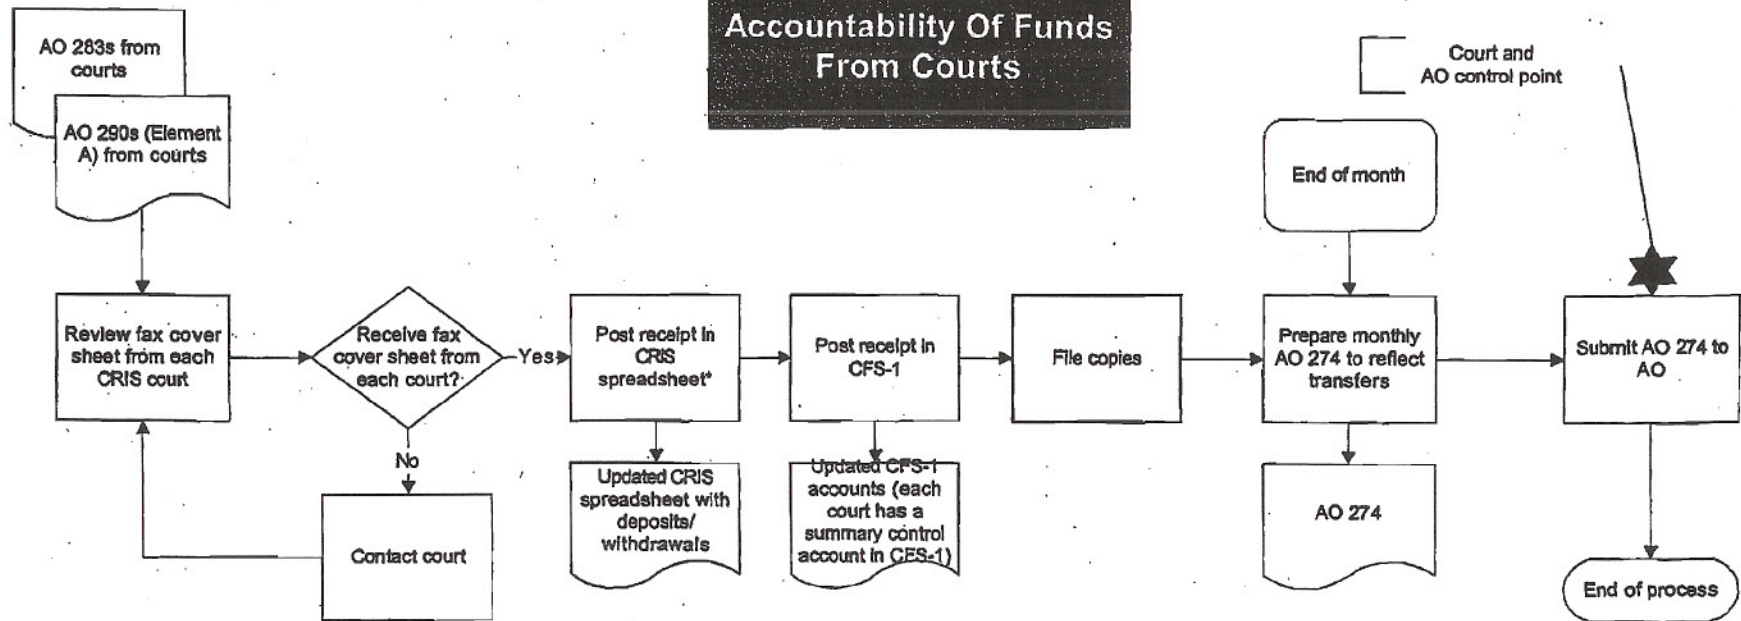 Accountability Of Funds
From Courts
AO 283s from
courts
AO 290s (Element
A) from courts
Court and
AO control point
End of month
Review fax cover
sheet from each
CRIS court
Receive fax
cover sheet from
each court?
Yes
No
Contact court
Post receipt in
CRIS
spreadsheet*
Updated CRIS
spreadsheet with
deposits/
withdrawals
Post receipt in
CFS-1
Updated CFS-1
accounts (each
court has a
summary control
account in CFS-1)
File copies
Prepare monthly
AO 274 to reflect
transfers
AO 274
Submit AO 274 to
AO
End of process